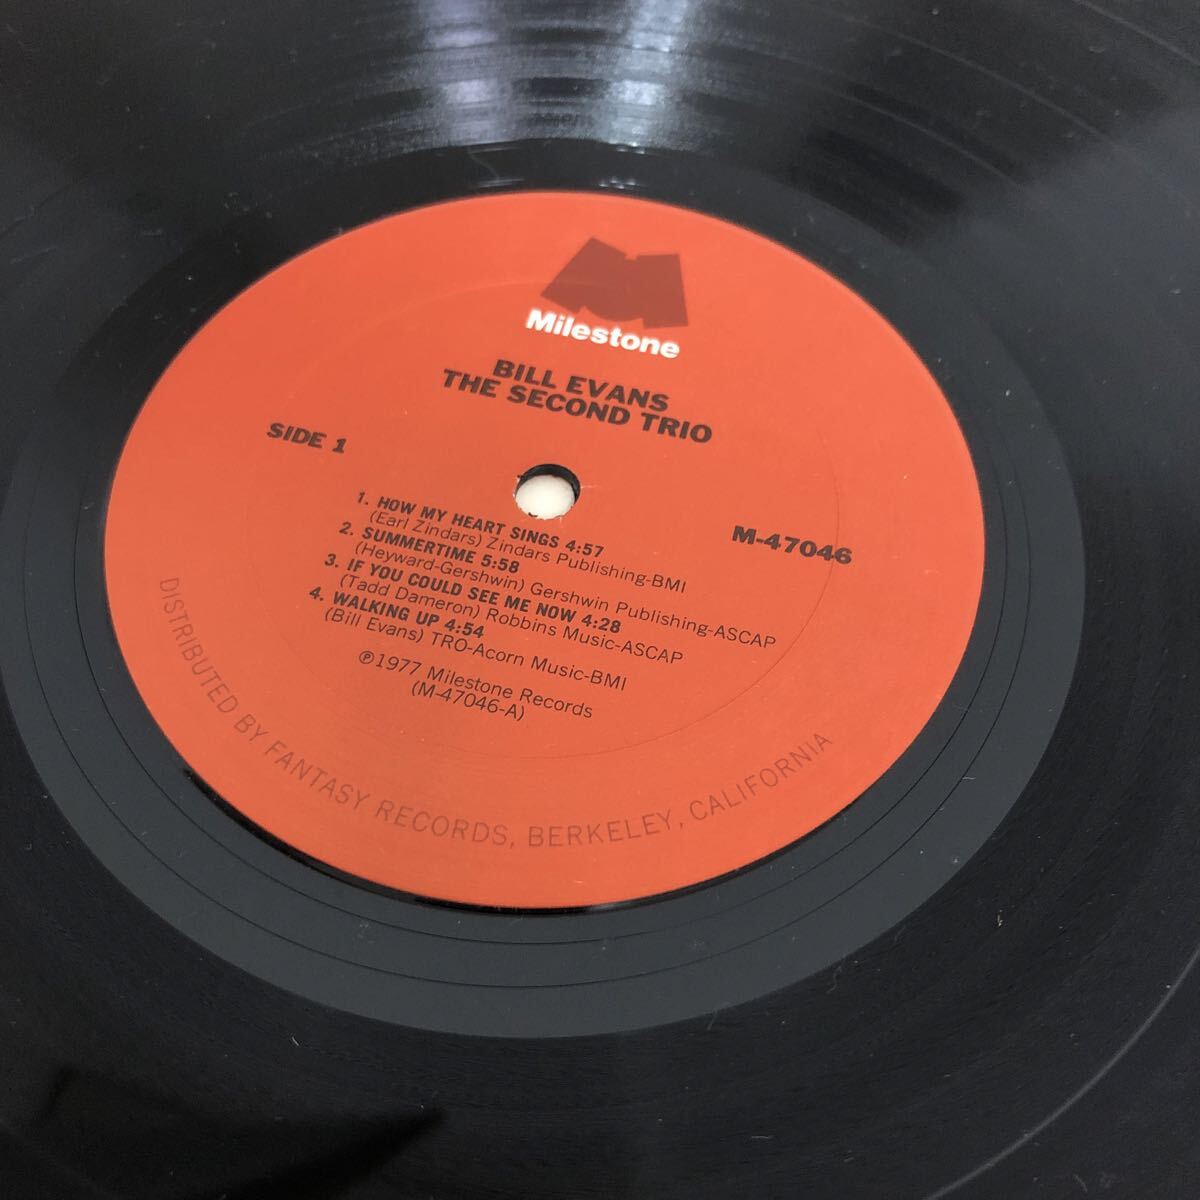 Milestone
BILL EVANS
THE SECOND TRIO
SIDE 1
M-47046
1. HOW MY HEART SINGS 4:57
(Earl Zindars) Zindars Publishing-BMI
2. SUMMERTIME 5:58
(Heyward-Gershwin) Gershwin Publishing-ASCAP
3. IF YOU COULD SEE ME NOW 4:28
(Tadd Dameron) Robbins Music-ASCAP
4. WALKING UP 4:54
(Bill Evans) TRO-Acorn Music-BMI
℗1977 Milestone Records
(M-47046-A)
DISTRIBUTED BY FANTASY RECORDS, BERKELEY, CALIFORNIA